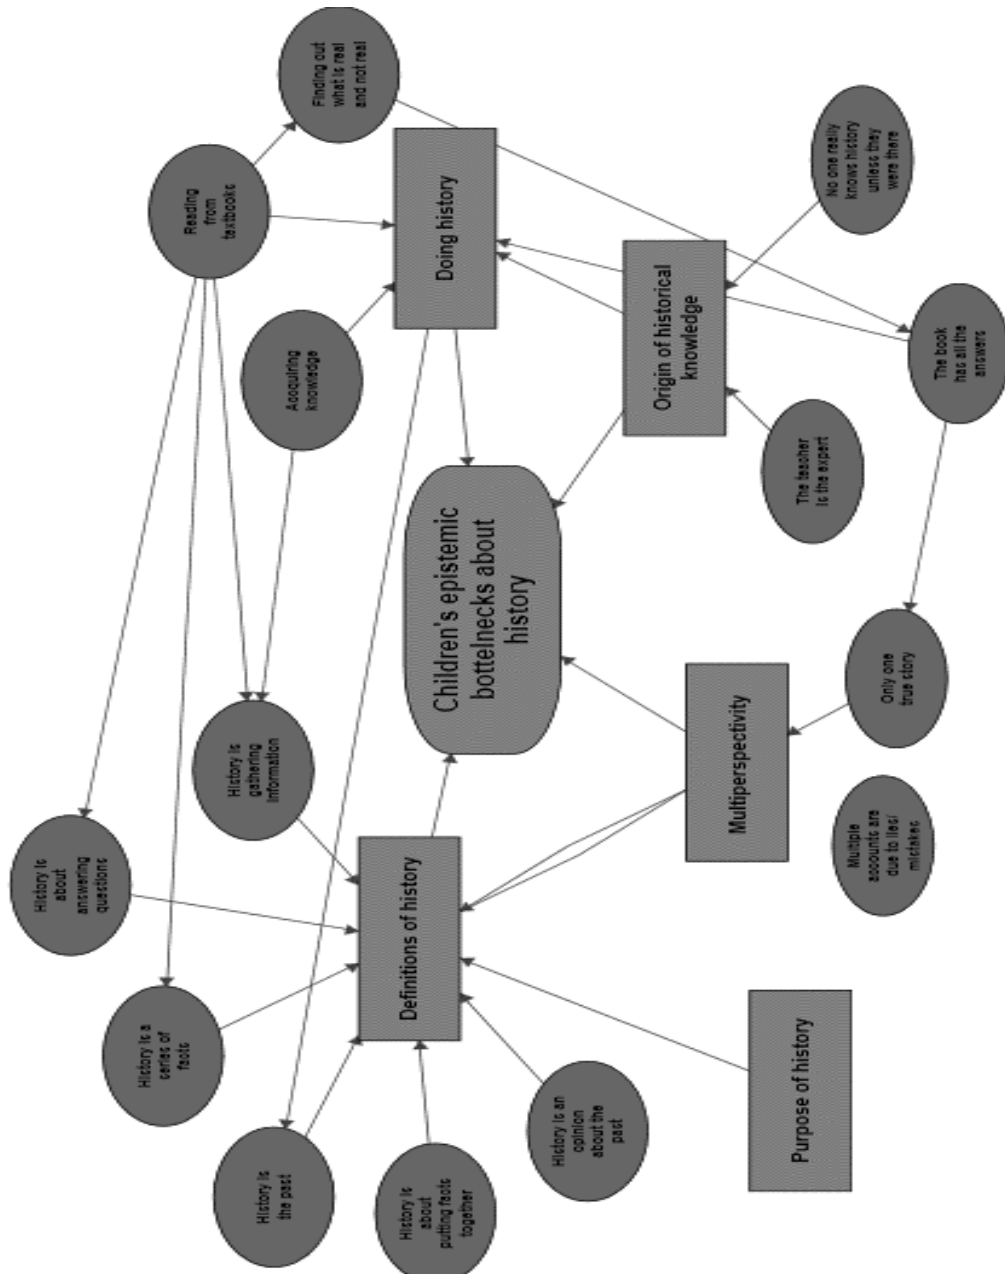 History is
about
answering
questions
History is a
series of
facts
Reading
from
textbooks
History is
the past
History is
gathering
information
Accquiring
knowledge
Finding out
what is real
and not real
History is
about
putting facts
together
Definitions of history
Doing history
Children's epistemic
bottelnecks about
history
History is an
opinion
about the
past
Origin of historical
knowledge
Multiperspectivity
Purpose of history
The teacher
is the expert
No one really
knows history
unless they
were there
Multiple
accounts are
due to lies/
mistakes
Only one
true story
The book
has all the
answers